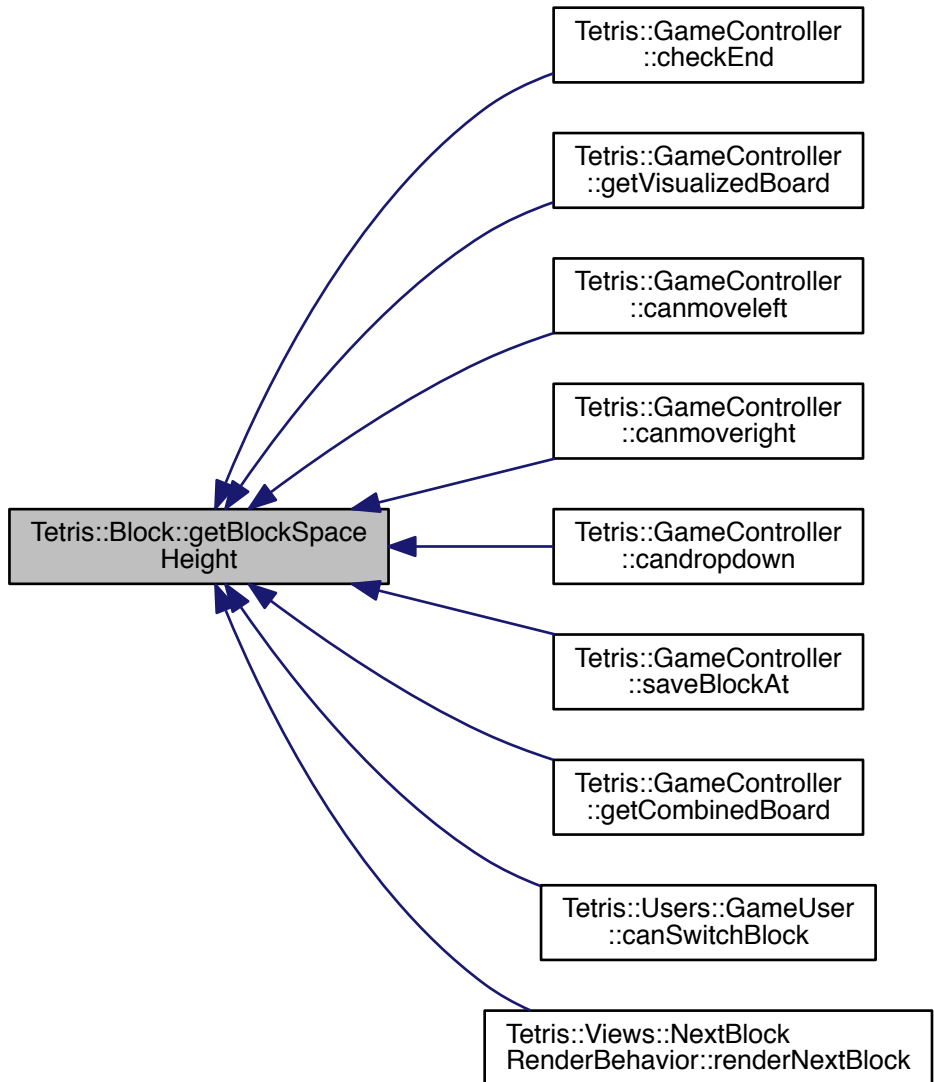 Tetris::GameController
::checkEnd
Tetris::GameController
::getVisualizedBoard
Tetris::GameController
::canmoveleft
Tetris::GameController
::canmoveright
Tetris::Block::getBlockSpace
Height
Tetris::GameController
::candropdown
Tetris::GameController
::saveBlockAt
Tetris::GameController
::getCombinedBoard
Tetris::Users::GameUser
::canSwitchBlock
Tetris::Views::NextBlock
RenderBehavior::renderNextBlock